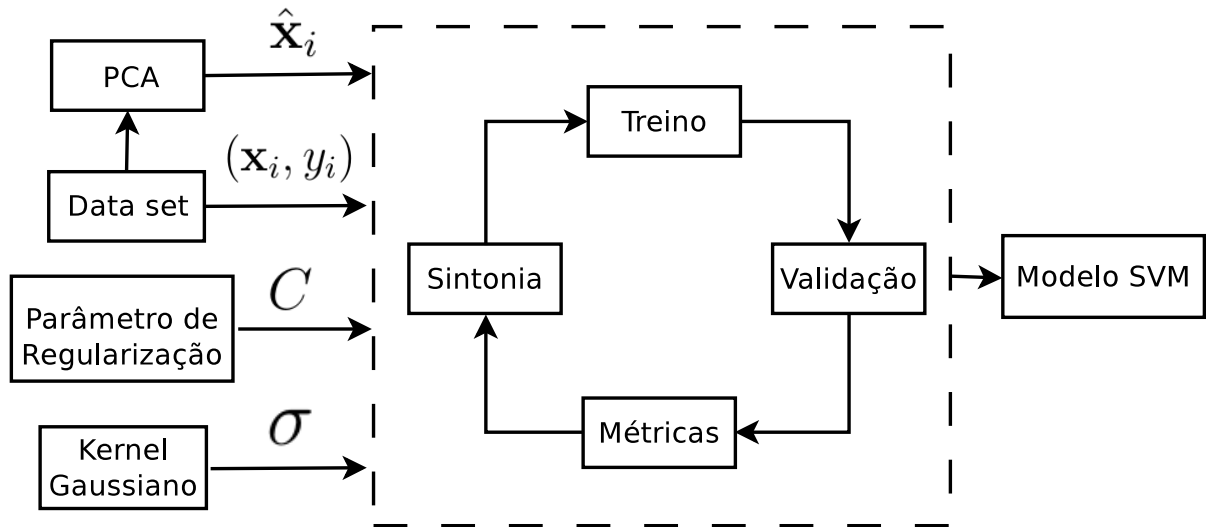 PCA
x̂ᵢ
Data set
(xᵢ, yᵢ)
Parâmetro de
Regularização
C
Kernel
Gaussiano
σ
Treino
Sintonia
Validação
Métricas
Modelo SVM